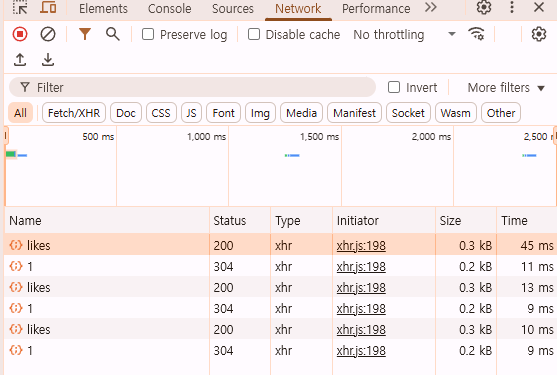 Elements Console Sources Network Performance
Preserve log Disable cache No throttling
Filter Invert More filters
All Fetch/XHR Doc CSS JS Font Img Media Manifest Socket Wasm Other
500 ms 1,000 ms 1,500 ms 2,000 ms 2,500 ms
Name Status Type Initiator Size Time
likes 200 xhr xhr.js:198 0.3 kB 45 ms
1 304 xhr xhr.js:198 0.2 kB 11 ms
likes 200 xhr xhr.js:198 0.3 kB 13 ms
1 304 xhr xhr.js:198 0.2 kB 9 ms
likes 200 xhr xhr.js:198 0.3 kB 10 ms
1 304 xhr xhr.js:198 0.2 kB 9 ms